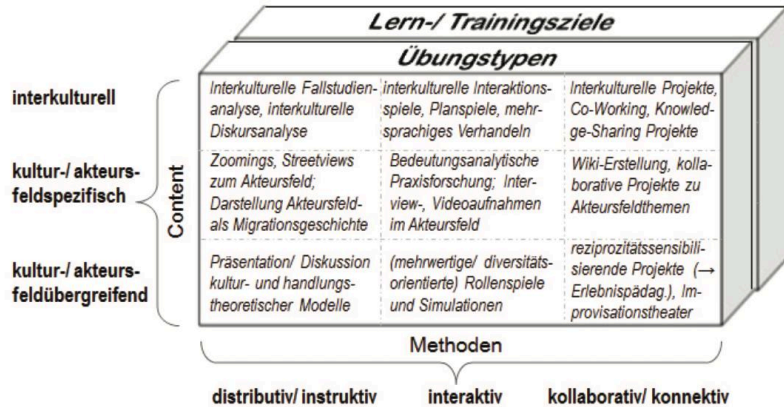 Lern-/ Trainingsziele
Übungstypen
interkulturell
Interkulturelle Fallstudien-
analyse, interkulturelle
Diskursanalyse
interkulturelle Interaktions-
spiele, Planspiele, mehr-
sprachiges Verhandeln
Interkulturelle Projekte,
Co-Working, Knowled-
ge-Sharing Projekte
kultur-/ akteurs-
feldspezifisch
Zoomings, Streetviews
zum Akteursfeld;
Darstellung Akteursfeld-
als Migrationsgeschichte
Bedeutungsanalytische
Praxisforschung; Inter-
view-, Videoaufnahmen
im Akteursfeld
Wiki-Erstellung, kolla-
borative Projekte zu
Akteursfeldthemen
kultur-/ akteurs-
feldübergreifend
Präsentation/ Diskussion
kultur- und handlungs-
theoretischer Modelle
(mehrwertige/ diversitäts-
orientierte) Rollenspiele
und Simulationen
reziprozitätssensibili-
sierende Projekte (→
Erlebnispädag.), Im-
provisationstheater
Content
Methoden
distributiv/ instruktiv
interaktiv
kollaborativ/ konnektiv